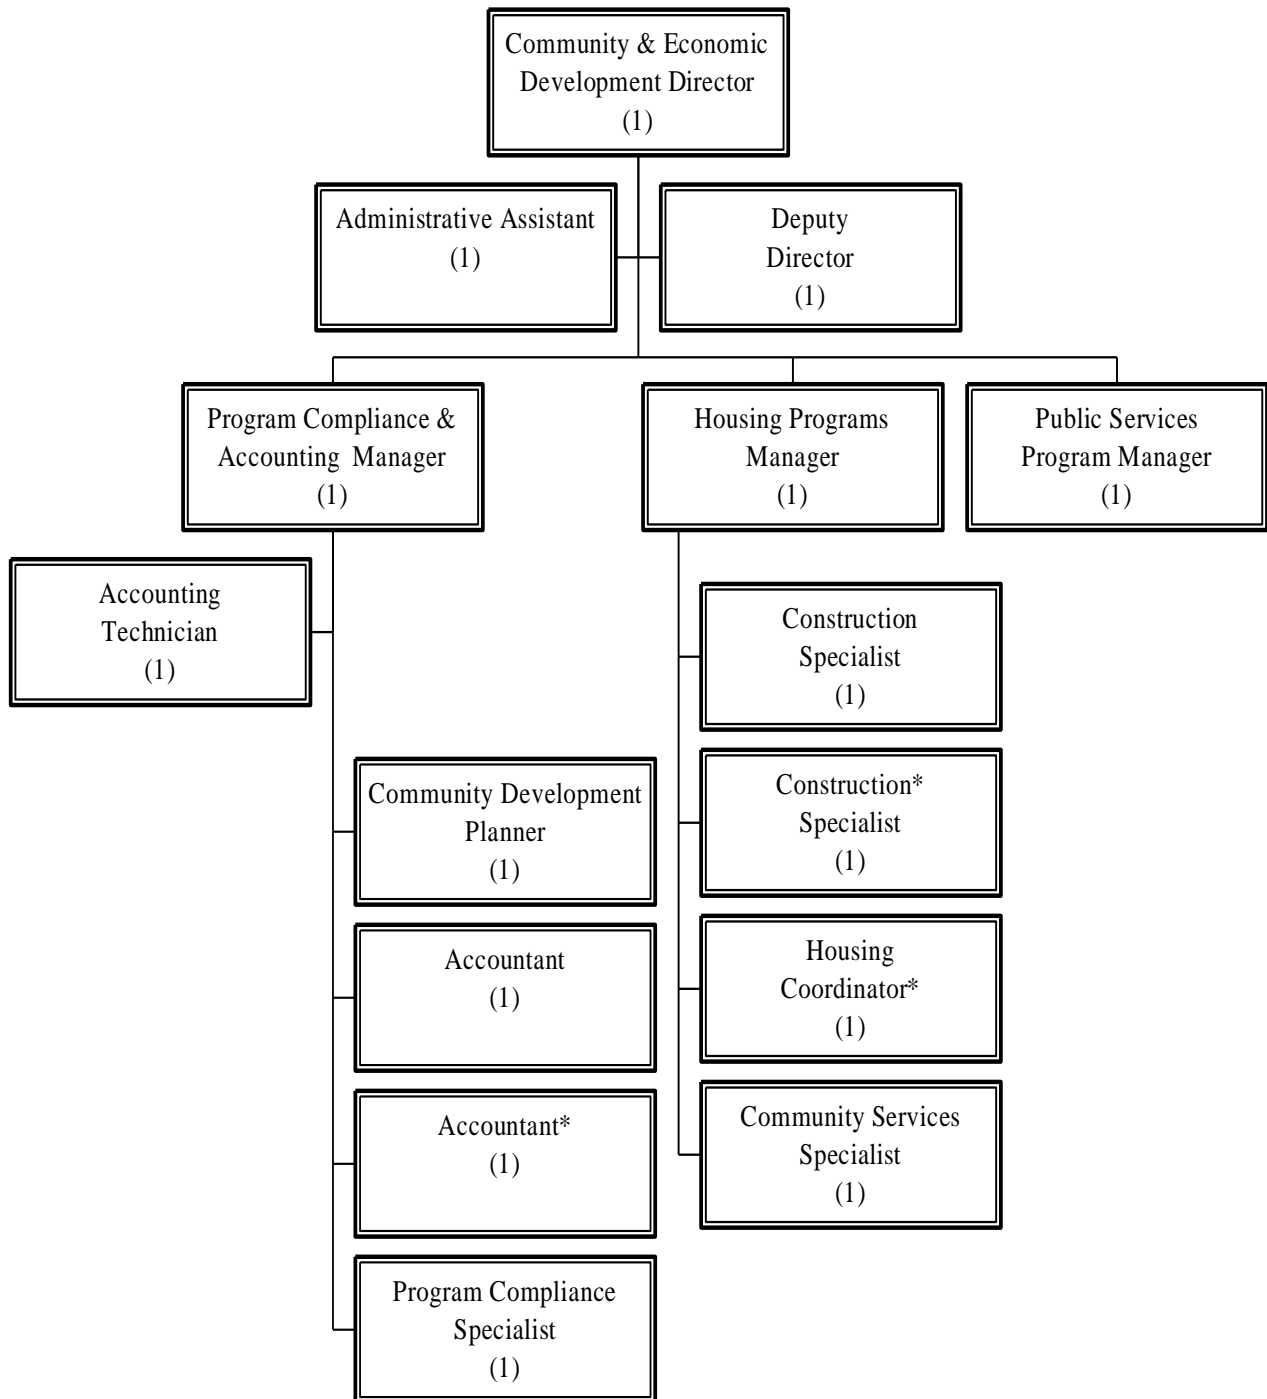 Community & Economic
Development Director
(1)
Administrative Assistant
(1)
Deputy
Director
(1)
Program Compliance &
Accounting Manager
(1)
Housing Programs
Manager
(1)
Public Services
Program Manager
(1)
Accounting
Technician
(1)
Community Development
Planner
(1)
Accountant
(1)
Accountant*
(1)
Program Compliance
Specialist
(1)
Construction
Specialist
(1)
Construction*
Specialist
(1)
Housing
Coordinator*
(1)
Community Services
Specialist
(1)